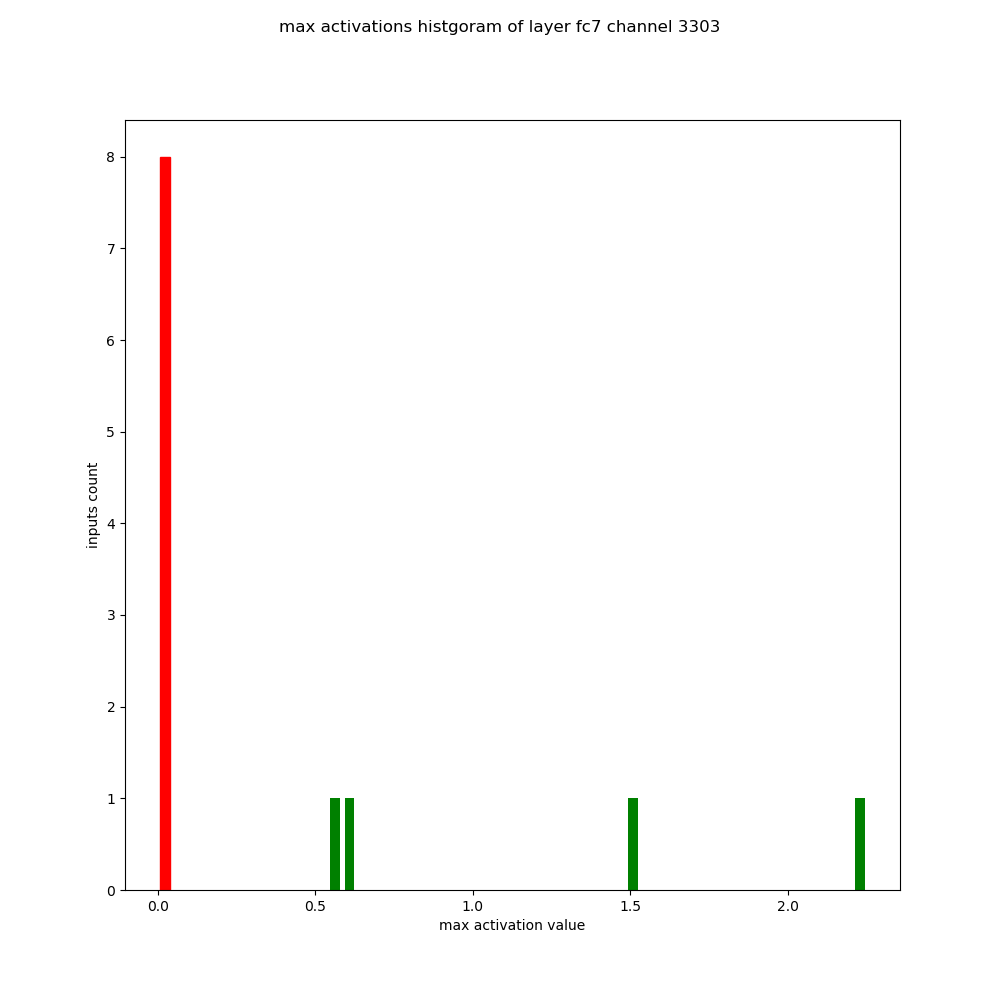 max activations histgoram of layer fc7 channel 3303
8
7
6
5
4
3
2
1
0
inputs count
0.0 0.5 1.0 1.5 2.0
max activation value